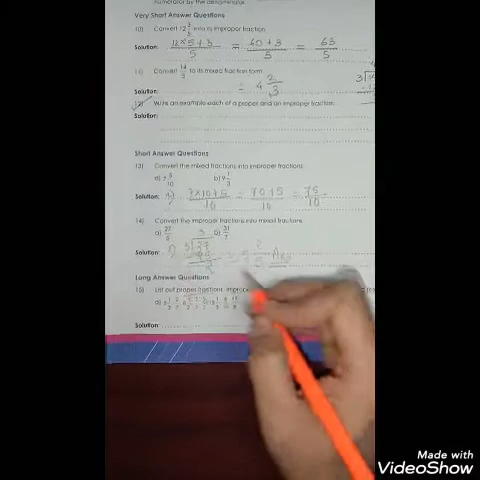 numerator by the denominator.
Very Short Answer Questions
10) Convert 12 3/5 into its improper fraction.
Solution: 12×5+3/5 = 60+3/5 = 63/5
11) Convert 14/3 to its mixed fraction form.
Solution: = 4 2/3
12) Write an example each of a proper and an improper fraction.
Solution:
Short Answer Questions
13) Convert the mixed fractions into improper fractions:
a) 7 5/10 b) 9 1/3
Solution: 7×10+5/10 = 70+5/10 = 75/10
14) Convert the improper fractions into mixed fractions.
a) 27/5 b) 31/7
Solution: Ans
Long Answer Questions
15) List out proper fractions, improper
Solution:
Made with
VideoShow